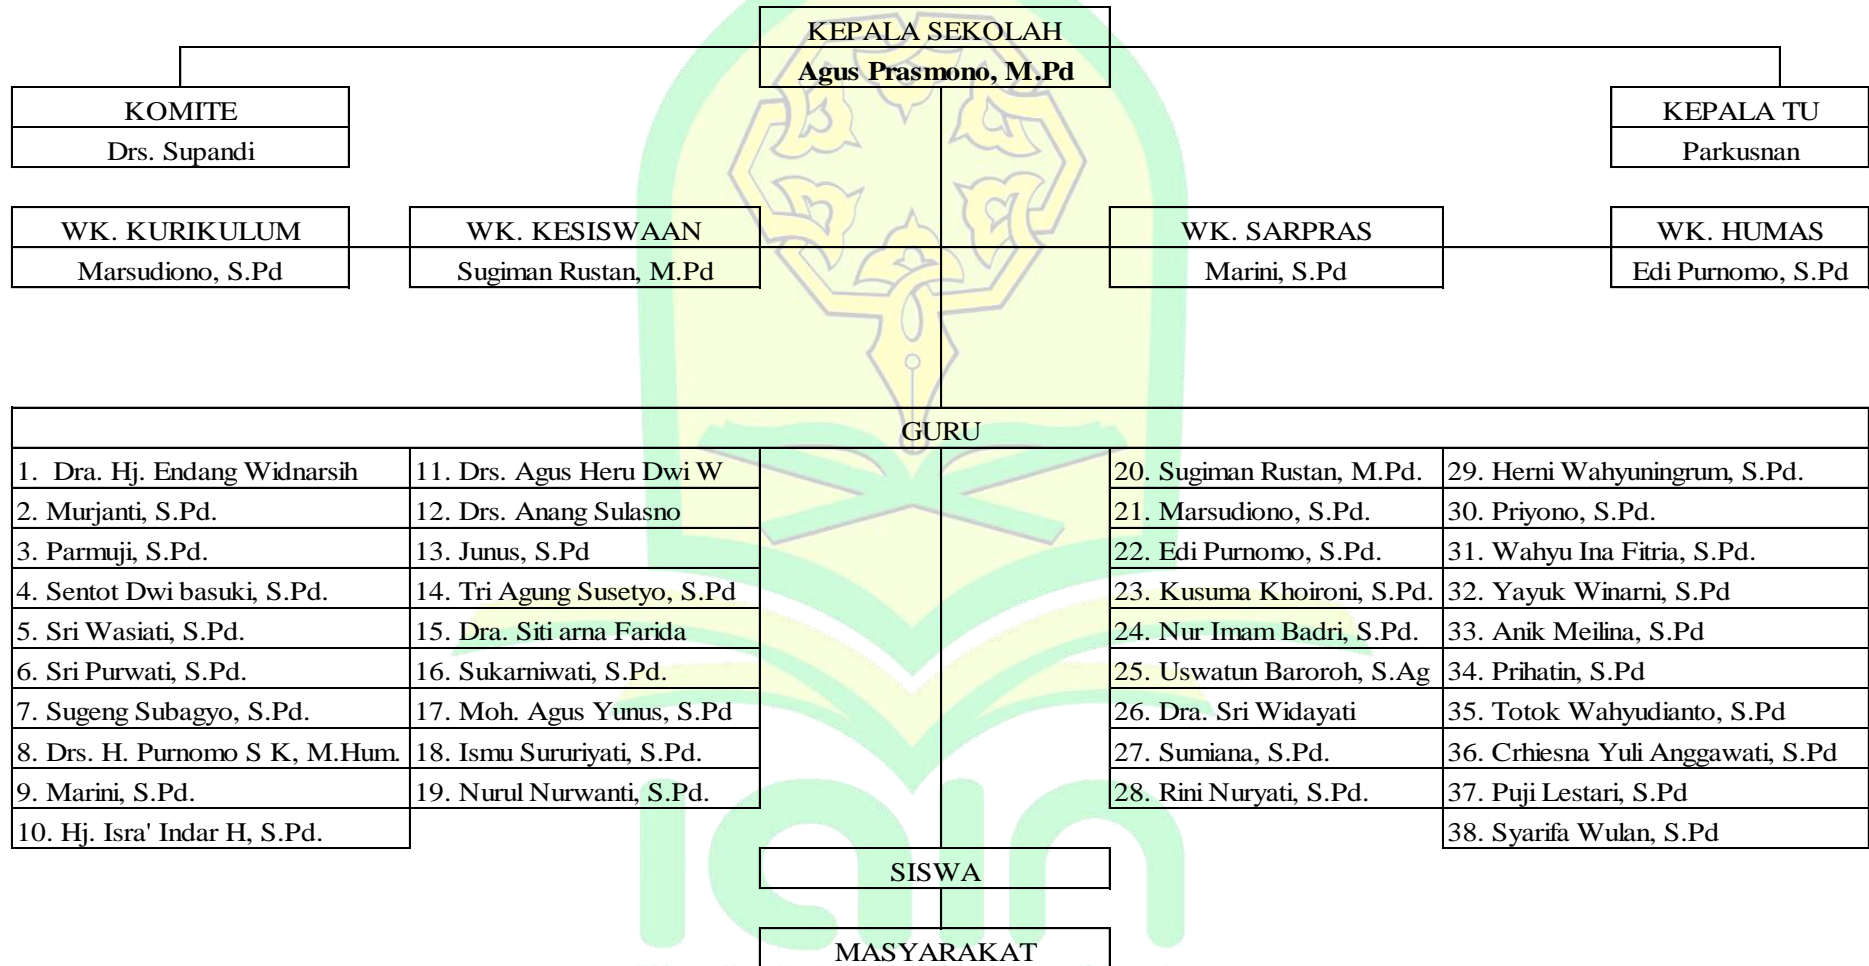 KEPALA SEKOLAH
Agus Prasmono, M.Pd
KOMITE
Drs. Supandi
KEPALA TU
Parkusnan
WK. KURIKULUM
Marsudiono, S.Pd
WK. KESISWAAN
Sugiman Rustan, M.Pd
WK. SARPRAS
Marini, S.Pd
WK. HUMAS
Edi Purnomo, S.Pd
GURU
1. Dra. Hj. Endang Widnarsih
2. Murjanti, S.Pd.
3. Parmuji, S.Pd.
4. Sentot Dwi basuki, S.Pd.
5. Sri Wasiati, S.Pd.
6. Sri Purwati, S.Pd.
7. Sugeng Subagyo, S.Pd.
8. Drs. H. Purnomo S K, M.Hum.
9. Marini, S.Pd.
10. Hj. Isra' Indar H, S.Pd.
11. Drs. Agus Heru Dwi W
12. Drs. Anang Sulasno
13. Junus, S.Pd
14. Tri Agung Susetyo, S.Pd
15. Dra. Siti arna Farida
16. Sukarniwati, S.Pd.
17. Moh. Agus Yunus, S.Pd
18. Ismu Sururiyati, S.Pd.
19. Nurul Nurwanti, S.Pd.
20. Sugiman Rustan, M.Pd.
21. Marsudiono, S.Pd.
22. Edi Purnomo, S.Pd.
23. Kusuma Khoironi, S.Pd.
24. Nur Imam Badri, S.Pd.
25. Uswatun Baroroh, S.Ag
26. Dra. Sri Widayati
27. Sumiana, S.Pd.
28. Rini Nuryati, S.Pd.
29. Herni Wahyuningrum, S.Pd.
30. Priyono, S.Pd.
31. Wahyu Ina Fitria, S.Pd.
32. Yayuk Winarni, S.Pd
33. Anik Meilina, S.Pd
34. Prihatin, S.Pd
35. Totok Wahyudianto, S.Pd
36. Crhiesna Yuli Anggawati, S.Pd
37. Puji Lestari, S.Pd
38. Syarifa Wulan, S.Pd
SISWA
MASYARAKAT
iain